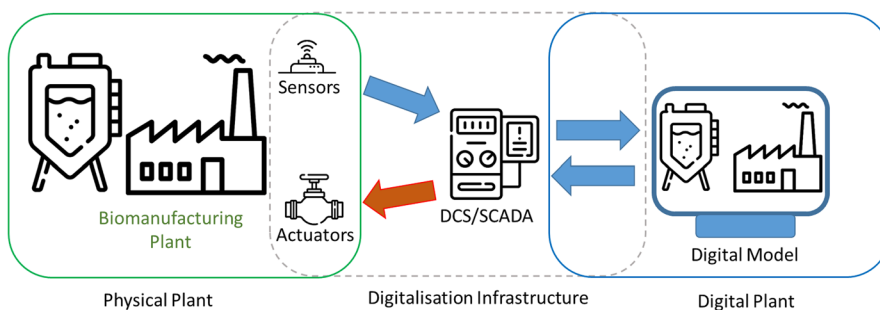 Sensors
Actuators
Biomanufacturing
Plant
DCS/SCADA
Digital Model
Physical Plant
Digitalisation Infrastructure
Digital Plant